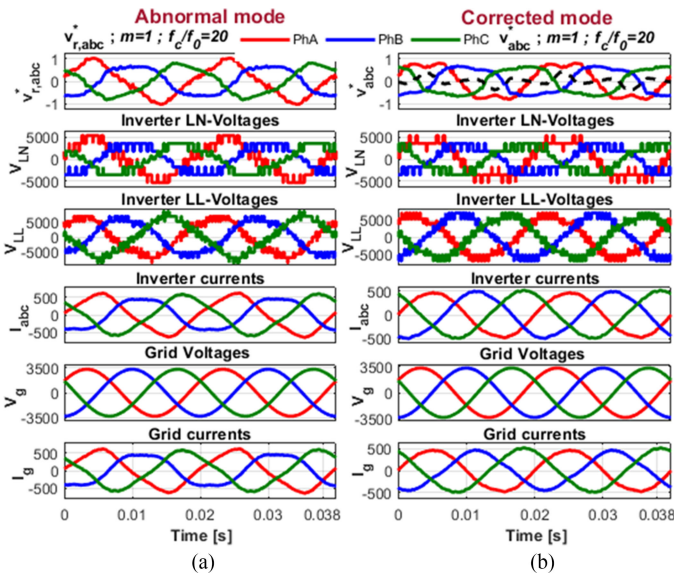 Abnormal mode
Corrected mode
v*r,abc ; m=1 ; fc/f0=20
PhA
PhB
PhC
v*abc ; m=1 ; fc/f0=20
v*r,abc
1
0
-1
v*abc
1
0
-1
Inverter LN-Voltages
Inverter LN-Voltages
VLN
5000
0
-5000
VLN
5000
0
-5000
Inverter LL-Voltages
Inverter LL-Voltages
VLL
8000
5000
0
-5000
VLL
8000
5000
0
-5000
Inverter currents
Inverter currents
Iabc
500
0
-500
Iabc
500
0
-500
Grid Voltages
Grid Voltages
Vg
3500
0
-3500
Vg
3500
0
-3500
Grid currents
Grid currents
Ig
500
0
-500
Ig
500
0
-500
0 0.01 0.02 0.03 0.038
0 0.01 0.02 0.03 0.038
Time [s]
Time [s]
(a)
(b)